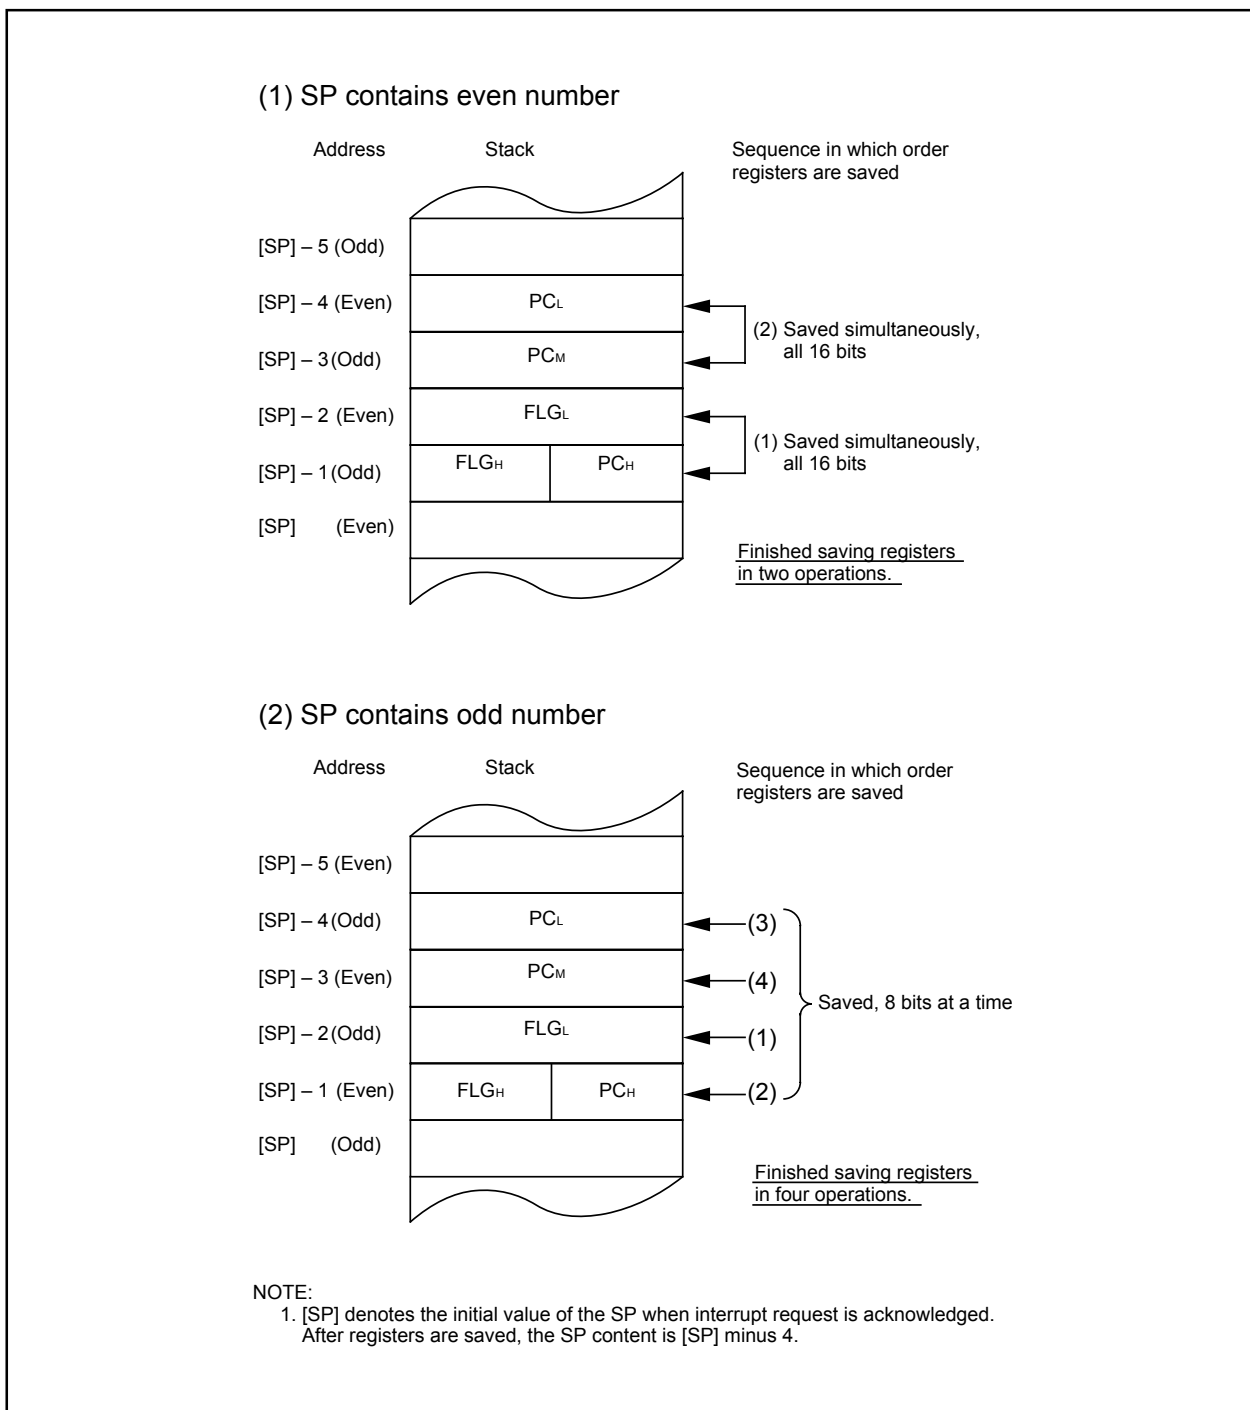 (1) SP contains even number
Address Stack Sequence in which order
registers are saved
[SP] – 5 (Odd)
[SP] – 4 (Even) PCL
[SP] – 3 (Odd) PCM
(2) Saved simultaneously,
all 16 bits
[SP] – 2 (Even) FLGL
[SP] – 1 (Odd) FLGH PCH
(1) Saved simultaneously,
all 16 bits
[SP] (Even)
Finished saving registers
in two operations.
(2) SP contains odd number
Address Stack Sequence in which order
registers are saved
[SP] – 5 (Even)
[SP] – 4 (Odd) PCL (3)
[SP] – 3 (Even) PCM (4)
Saved, 8 bits at a time
[SP] – 2 (Odd) FLGL (1)
[SP] – 1 (Even) FLGH PCH (2)
[SP] (Odd)
Finished saving registers
in four operations.
NOTE:
1. [SP] denotes the initial value of the SP when interrupt request is acknowledged.
After registers are saved, the SP content is [SP] minus 4.